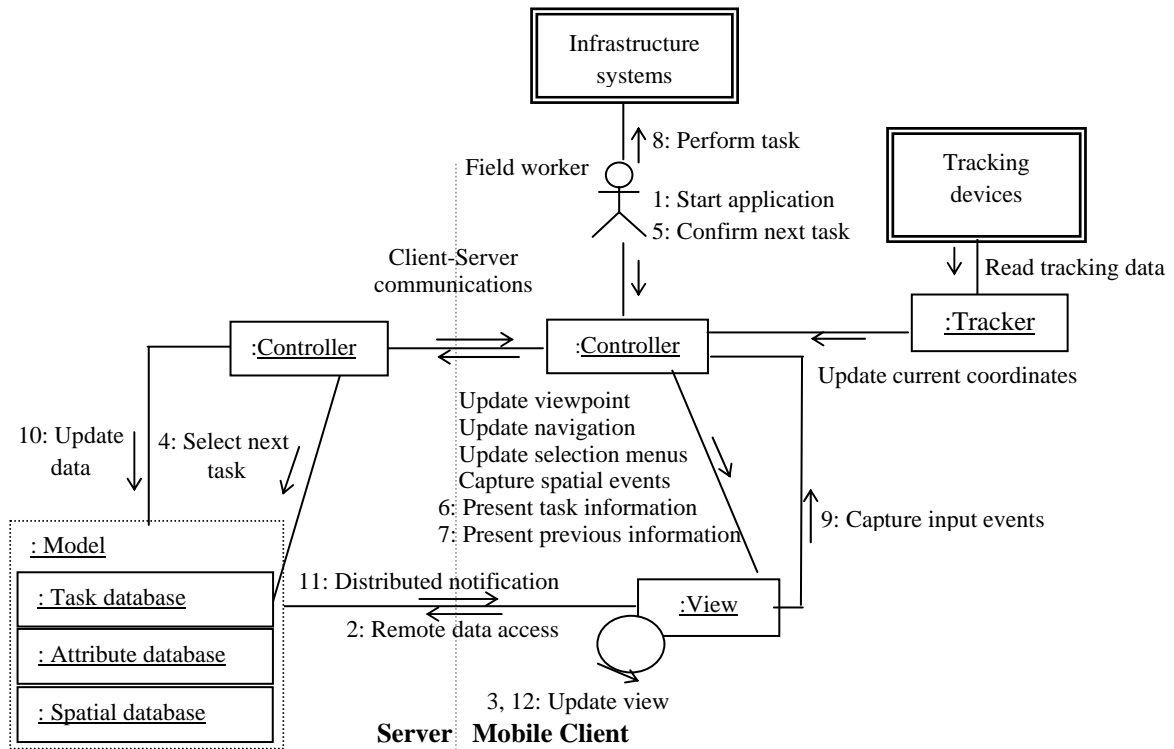 Infrastructure
systems
8: Perform task
Field worker
Tracking
devices
1: Start application
5: Confirm next task
Client-Server
communications
Read tracking data
:Tracker
:Controller
:Controller
Update current coordinates
Update viewpoint
Update navigation
Update selection menus
Capture spatial events
6: Present task information
7: Present previous information
10: Update
data
4: Select next
task
9: Capture input events
: Model
: Task database
: Attribute database
: Spatial database
11: Distributed notification
2: Remote data access
:View
3, 12: Update view
Server Mobile Client